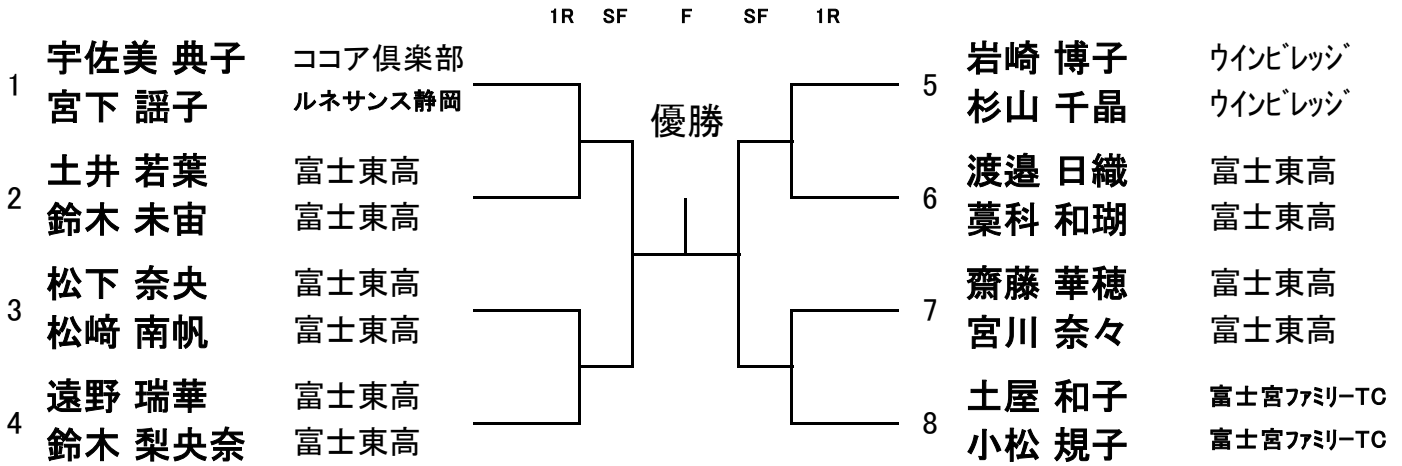 1R SF F SF 1R
優勝
1
宇佐美 典子 ココア倶楽部
宮下 謡子 ルネサンス静岡
2
土井 若葉 富士東高
鈴木 未宙 富士東高
3
松下 奈央 富士東高
松﨑 南帆 富士東高
4
遠野 瑞華 富士東高
鈴木 梨央奈 富士東高
5
岩崎 博子 ウインビレッジ
杉山 千晶 ウインビレッジ
6
渡邉 日織 富士東高
藁科 和瑚 富士東高
7
齋藤 華穂 富士東高
宮川 奈々 富士東高
8
土屋 和子 富士宮ファミリーTC
小松 規子 富士宮ファミリーTC